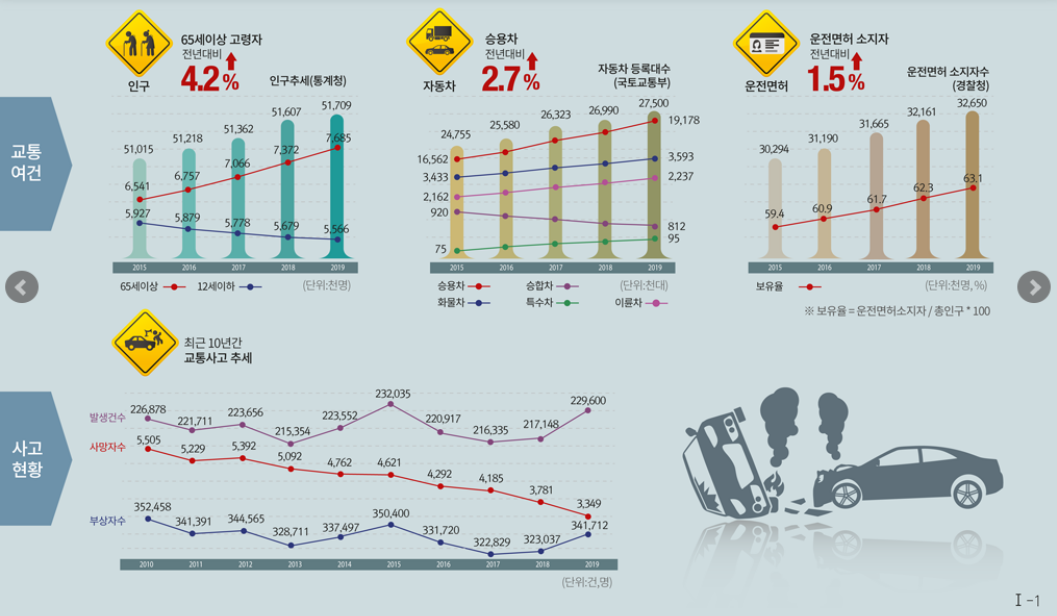 교통
여건
65세이상 고령자
전년대비
4.2%
인구
인구추세(통계청)
51,015
51,218
51,362
51,607
51,709
6,541
6,757
7,066
7,372
7,685
5,927
5,879
5,778
5,679
5,566
2015 2016 2017 2018 2019
65세이상 12세이하 (단위:천명)
승용차
전년대비
2.7%
자동차
자동차 등록대수
(국토교통부)
24,755
25,580
26,323
26,990
27,500
16,562
19,178
3,433
3,593
2,162
2,237
920
812
75
95
2015 2016 2017 2018 2019
승용차 승합차 (단위:천대)
화물차 특수차 이륜차
운전면허 소지자
전년대비
1.5%
운전면허
운전면허 소지자수
(경찰청)
30,294
31,190
31,665
32,161
32,650
59.4
60.9
61.7
62.3
63.1
2015 2016 2017 2018 2019
보유율 (단위:천명, %)
※ 보유율 = 운전면허소지자 / 총인구 * 100
사고
현황
최근 10년간
교통사고 추세
발생건수
226,878
221,711
223,656
215,354
223,552
232,035
220,917
216,335
217,148
229,600
사망자수
5,505
5,229
5,392
5,092
4,762
4,621
4,292
4,185
3,781
3,349
부상자수
352,458
341,391
344,565
328,711
337,497
350,400
331,720
322,829
323,037
341,712
2010 2011 2012 2013 2014 2015 2016 2017 2018 2019
(단위:건,명)
Ⅰ-1